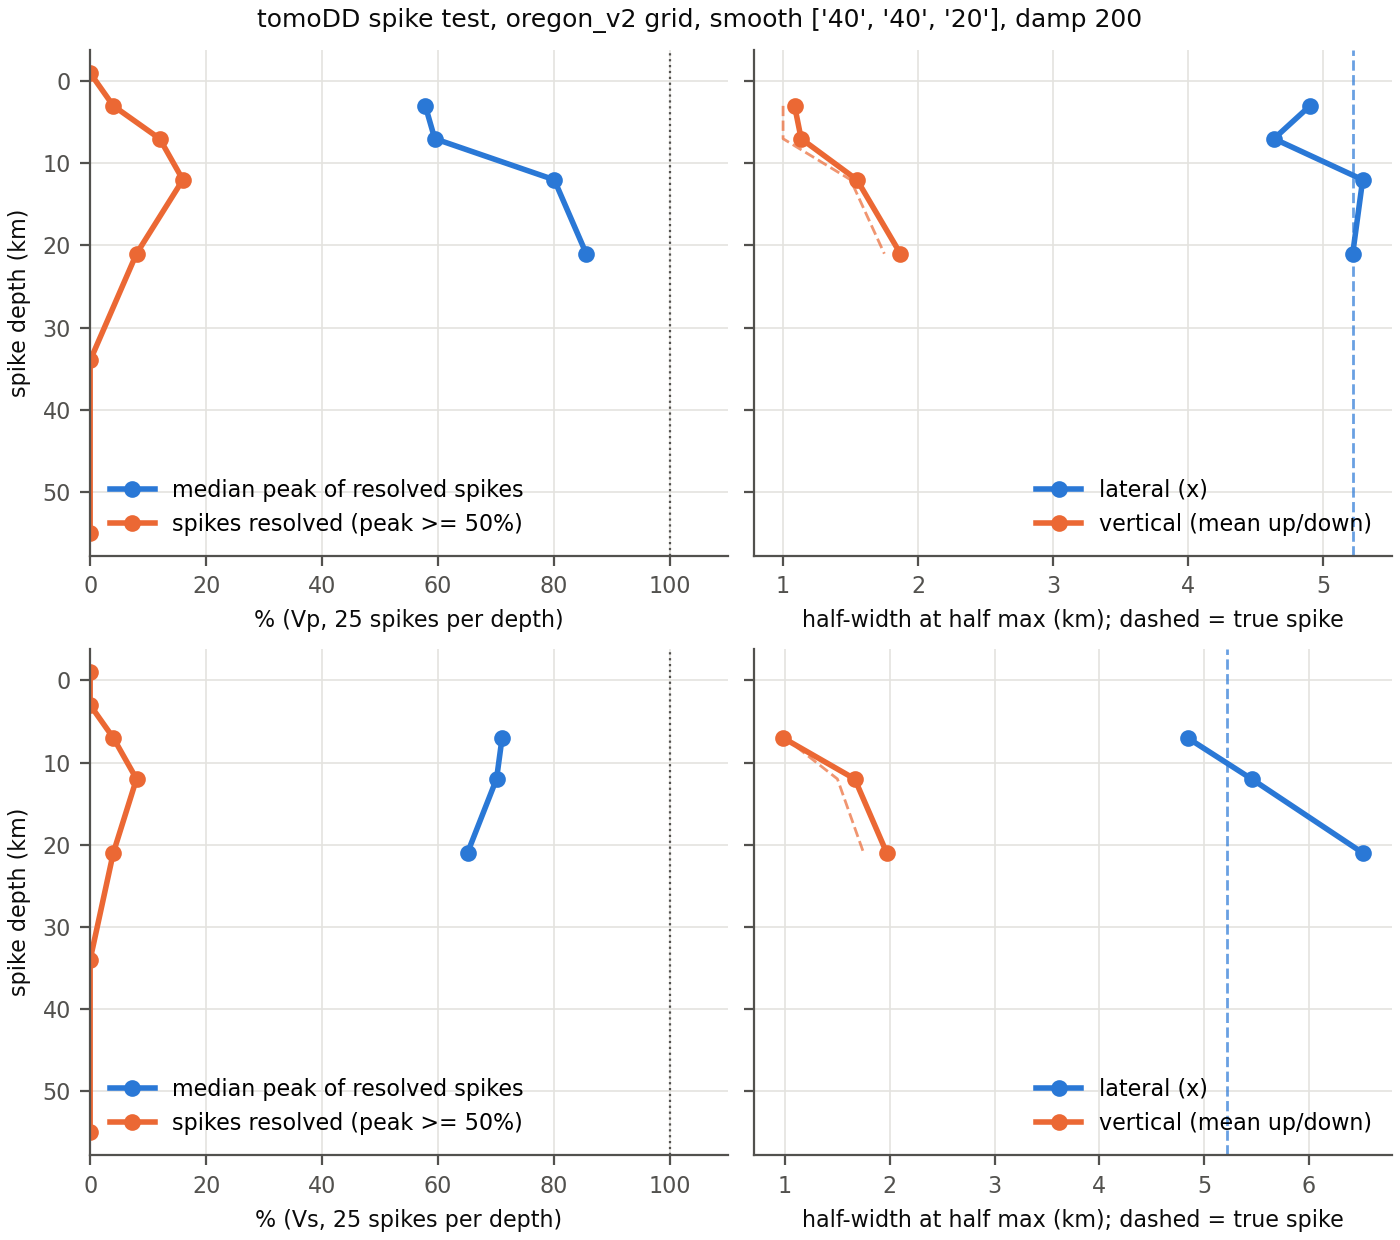 tomoDD spike test, oregon_v2 grid, smooth ['40', '40', '20'], damp 200
spike depth (km)
0
10
20
30
40
50
median peak of resolved spikes
spikes resolved (peak >= 50%)
0 20 40 60 80 100
% (Vp, 25 spikes per depth)
lateral (x)
vertical (mean up/down)
1 2 3 4 5
half-width at half max (km); dashed = true spike
spike depth (km)
0
10
20
30
40
50
median peak of resolved spikes
spikes resolved (peak >= 50%)
0 20 40 60 80 100
% (Vs, 25 spikes per depth)
lateral (x)
vertical (mean up/down)
1 2 3 4 5 6
half-width at half max (km); dashed = true spike